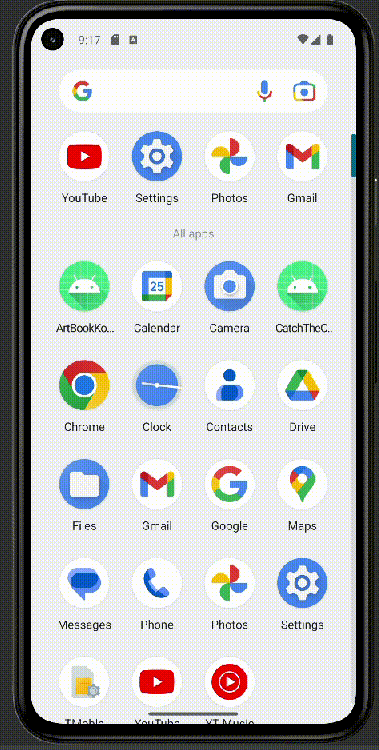 9:17
YouTube Settings Photos Gmail
All apps
ArtBookKo... Calendar Camera CatchTheC...
25
Chrome Clock Contacts Drive
Files Gmail Google Maps
Messages Phone Photos Settings
YouTube YT Music